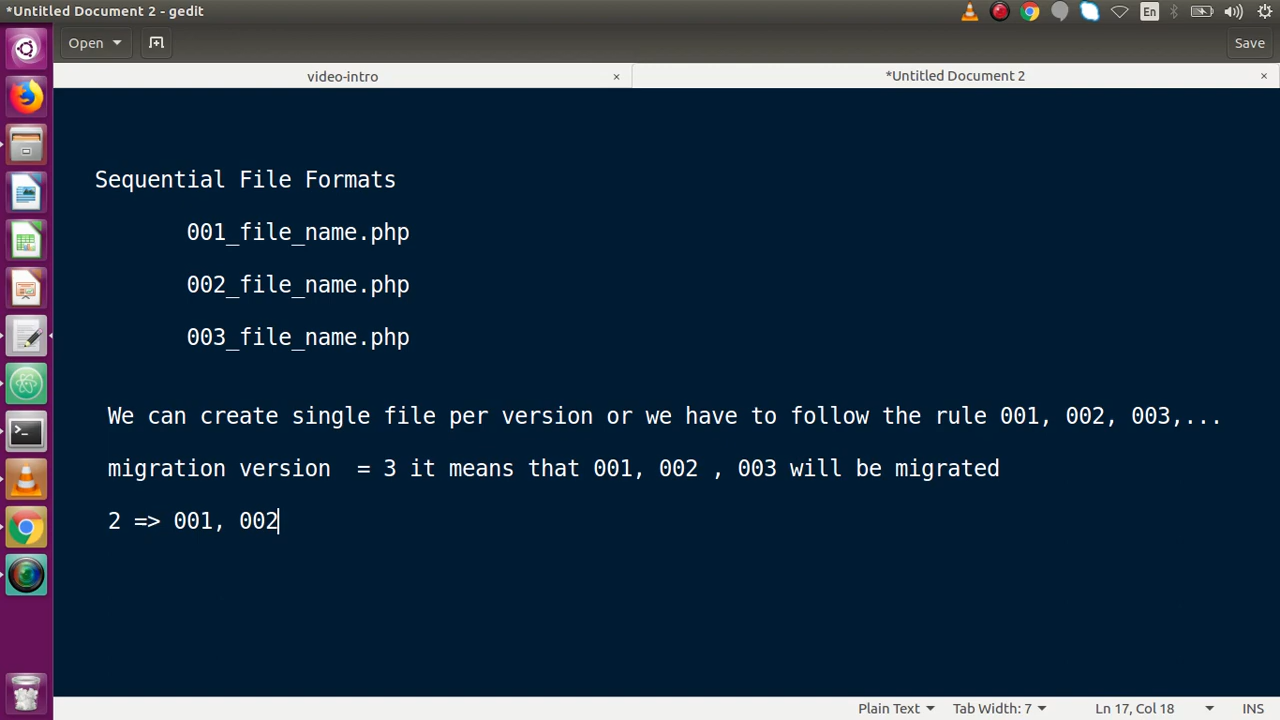 *Untitled Document 2 - gedit
En
Open
Save
video-intro ×
*Untitled Document 2 ×
Sequential File Formats
001_file_name.php
002_file_name.php
003_file_name.php
We can create single file per version or we have to follow the rule 001, 002, 003,...
migration version  = 3 it means that 001, 002 , 003 will be migrated
2 => 001, 002
Plain Text Tab Width: 7 Ln 17, Col 18 INS